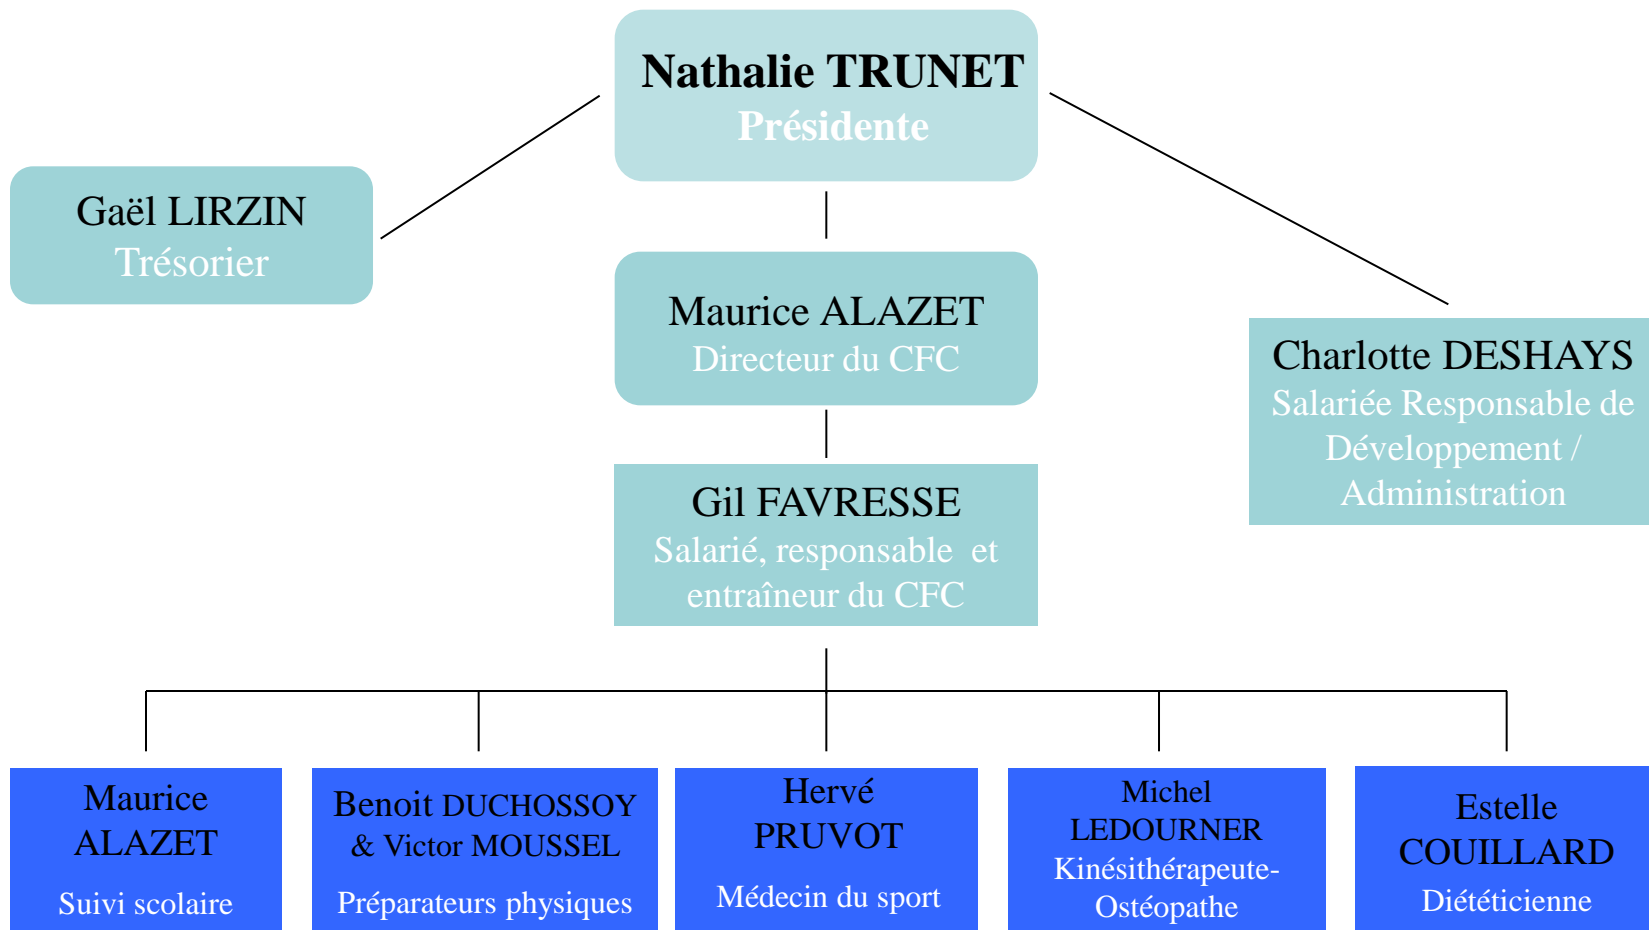 Nathalie TRUNET
Présidente
Gaël LIRZIN
Trésorier
Maurice ALAZET
Directeur du CFC
Charlotte DESHAYS
Salariée Responsable de
Développement /
Administration
Gil FAVRESSE
Salarié, responsable et
entraîneur du CFC
Maurice
ALAZET
Suivi scolaire
Benoit DUCHOSSOY
& Victor MOUSSEL
Préparateurs physiques
Hervé
PRUVOT
Médecin du sport
Michel
LEDOURNER
Kinésithérapeute-
Ostéopathe
Estelle
COUILLARD
Diététicienne